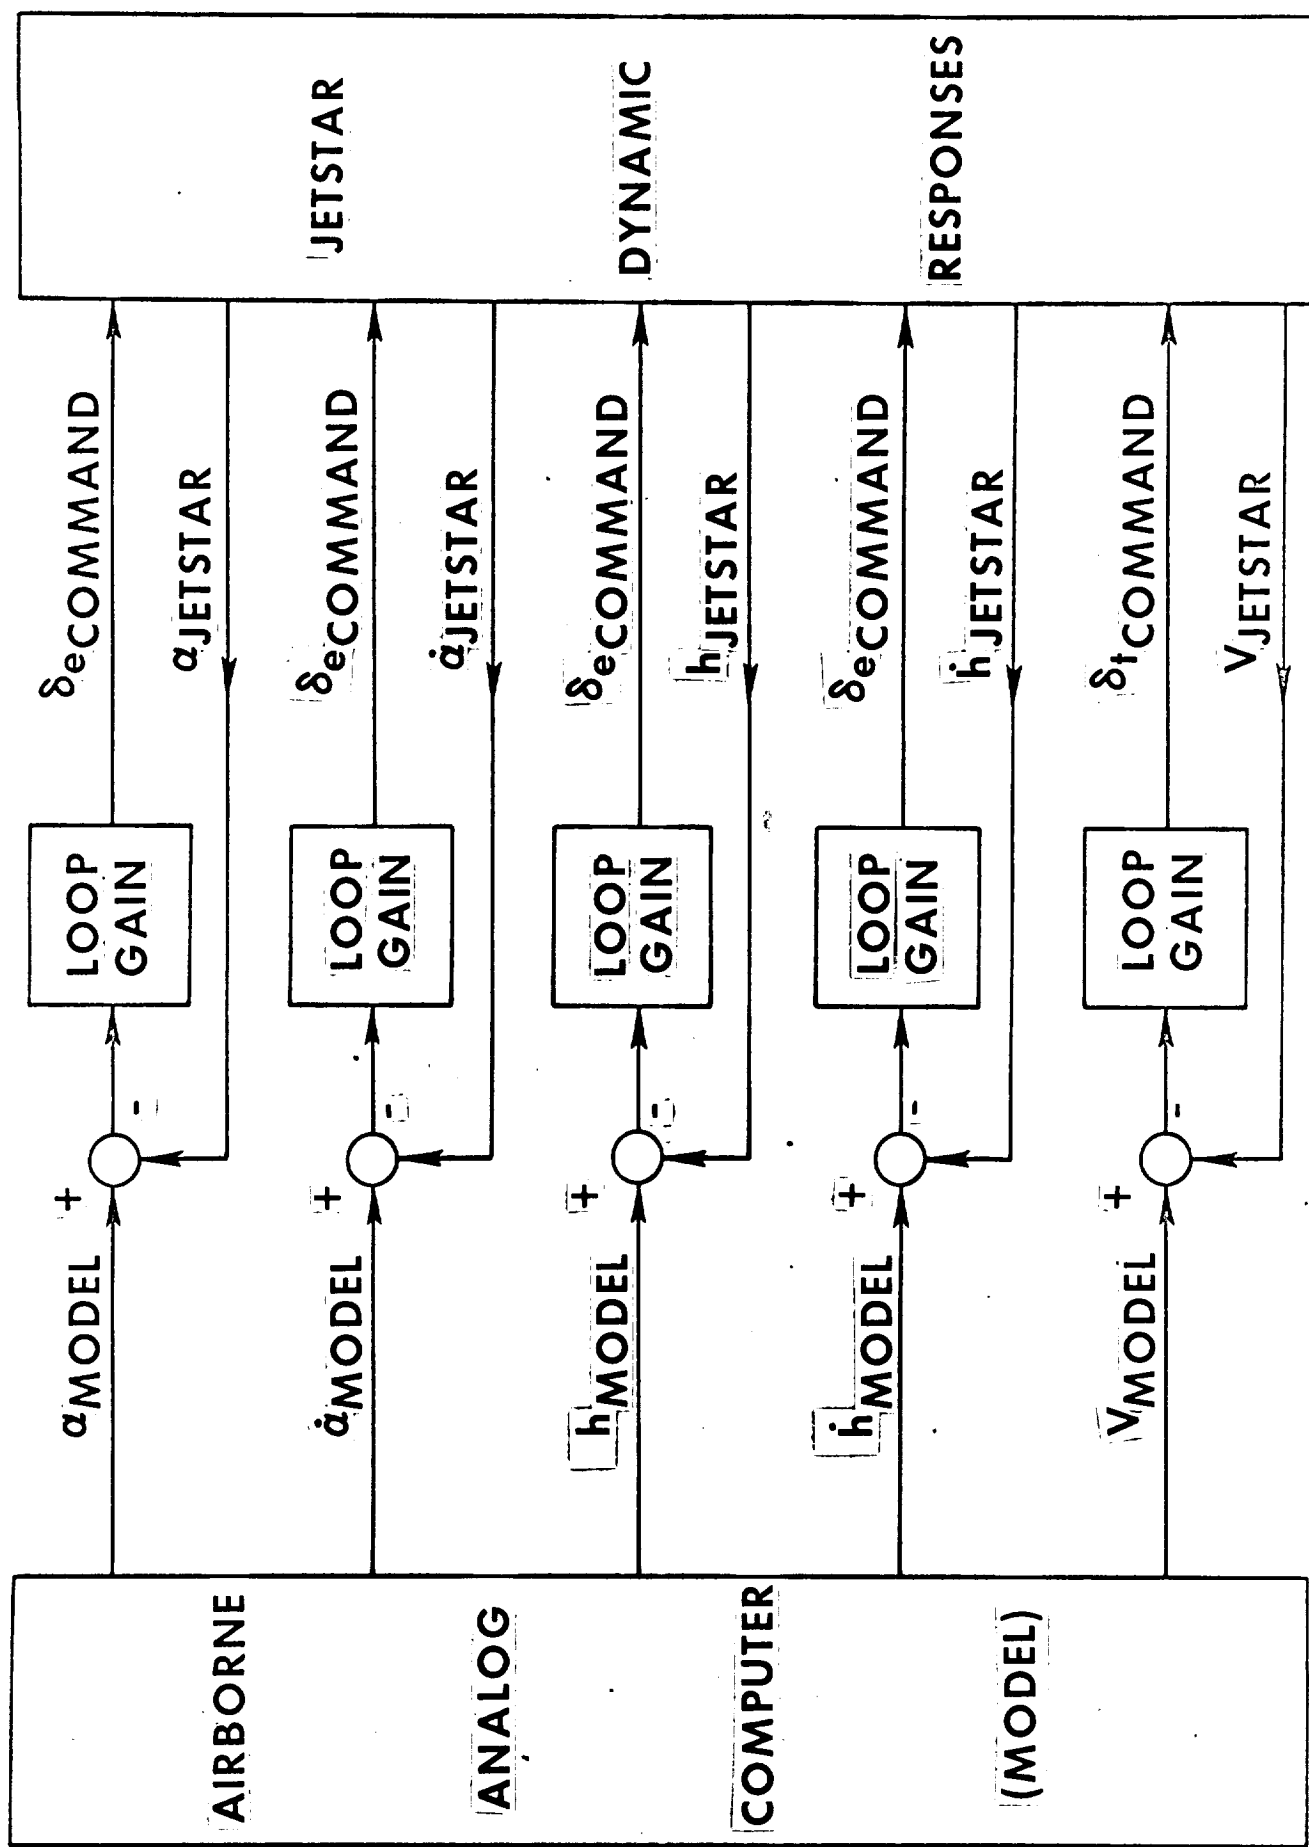 AIRBORNE
ANALOG
COMPUTER
(MODEL)
αMODEL
+
-
LOOP
GAIN
δeCOMMAND
αJETSTAR
α̇MODEL
+
-
LOOP
GAIN
δeCOMMAND
α̇JETSTAR
hMODEL
+
-
LOOP
GAIN
δeCOMMAND
hJETSTAR
ḣMODEL
+
-
LOOP
GAIN
δeCOMMAND
ḣJETSTAR
VMODEL
+
-
LOOP
GAIN
δtCOMMAND
VJETSTAR
JETSTAR
DYNAMIC
RESPONSES